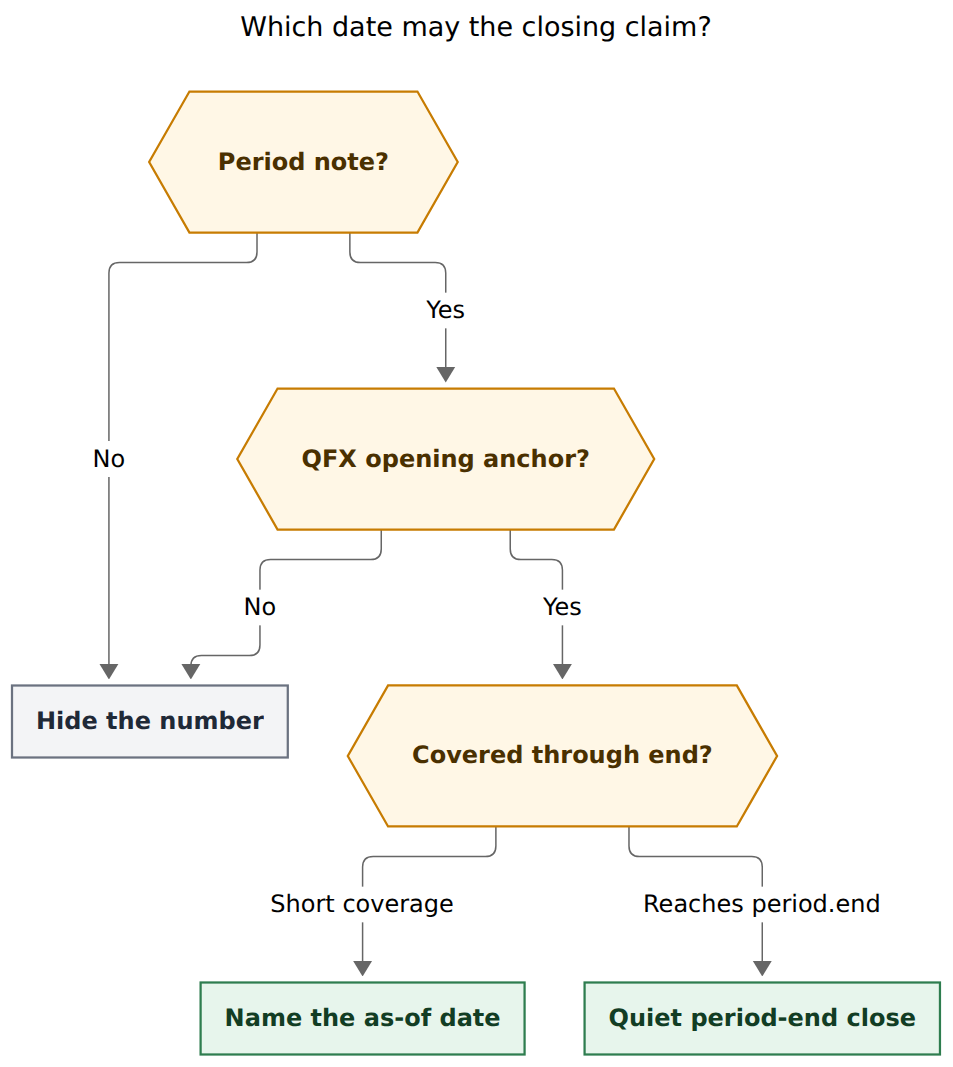 Which date may the closing claim?
Period note?
Yes
No
QFX opening anchor?
No
Yes
Hide the number
Covered through end?
Short coverage
Reaches period.end
Name the as-of date
Quiet period-end close